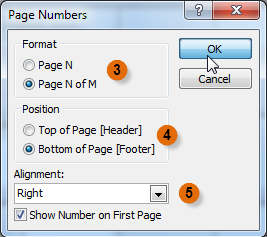 Page Numbers
Format
Page N
Page N of M
3
OK
Cancel
Position
Top of Page [Header]
Bottom of Page [Footer]
4
Alignment:
Right
5
Show Number on First Page